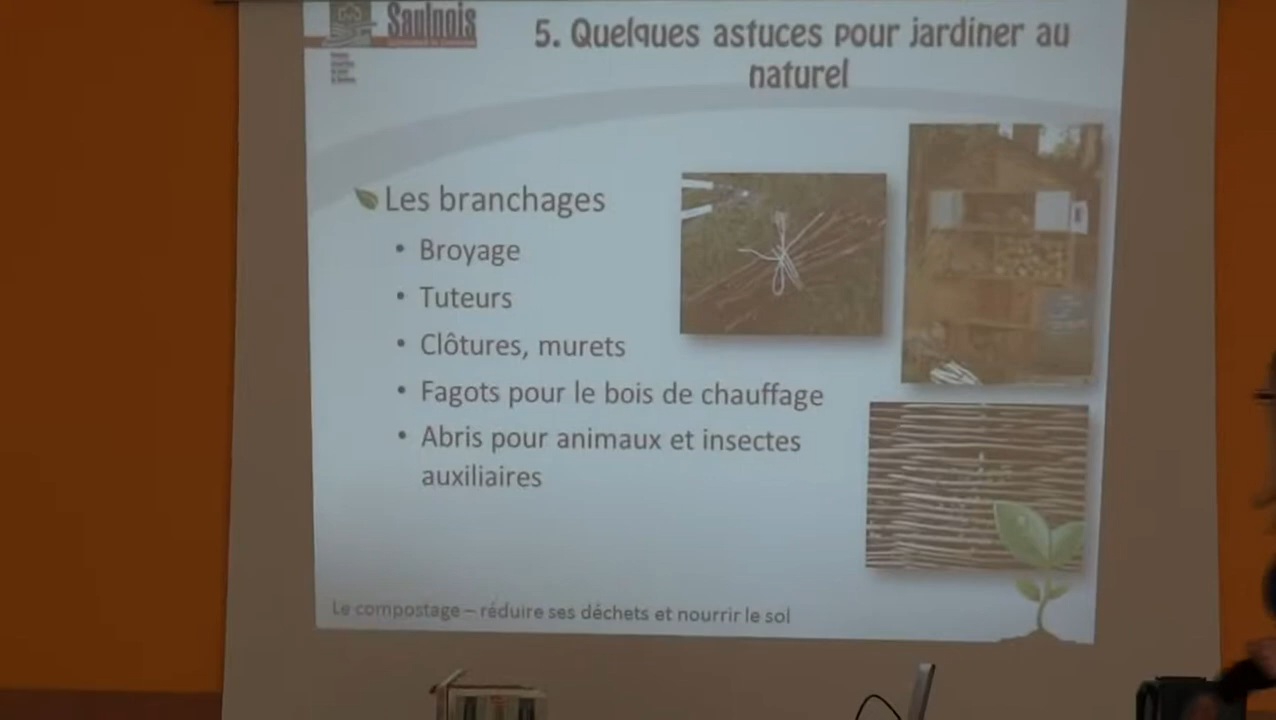 Saulnois
5. Quelques astuces pour jardiner au
naturel
Les branchages
• Broyage
• Tuteurs
• Clôtures, murets
• Fagots pour le bois de chauffage
• Abris pour animaux et insectes
auxiliaires
Le compostage – réduire ses déchets et nourrir le sol